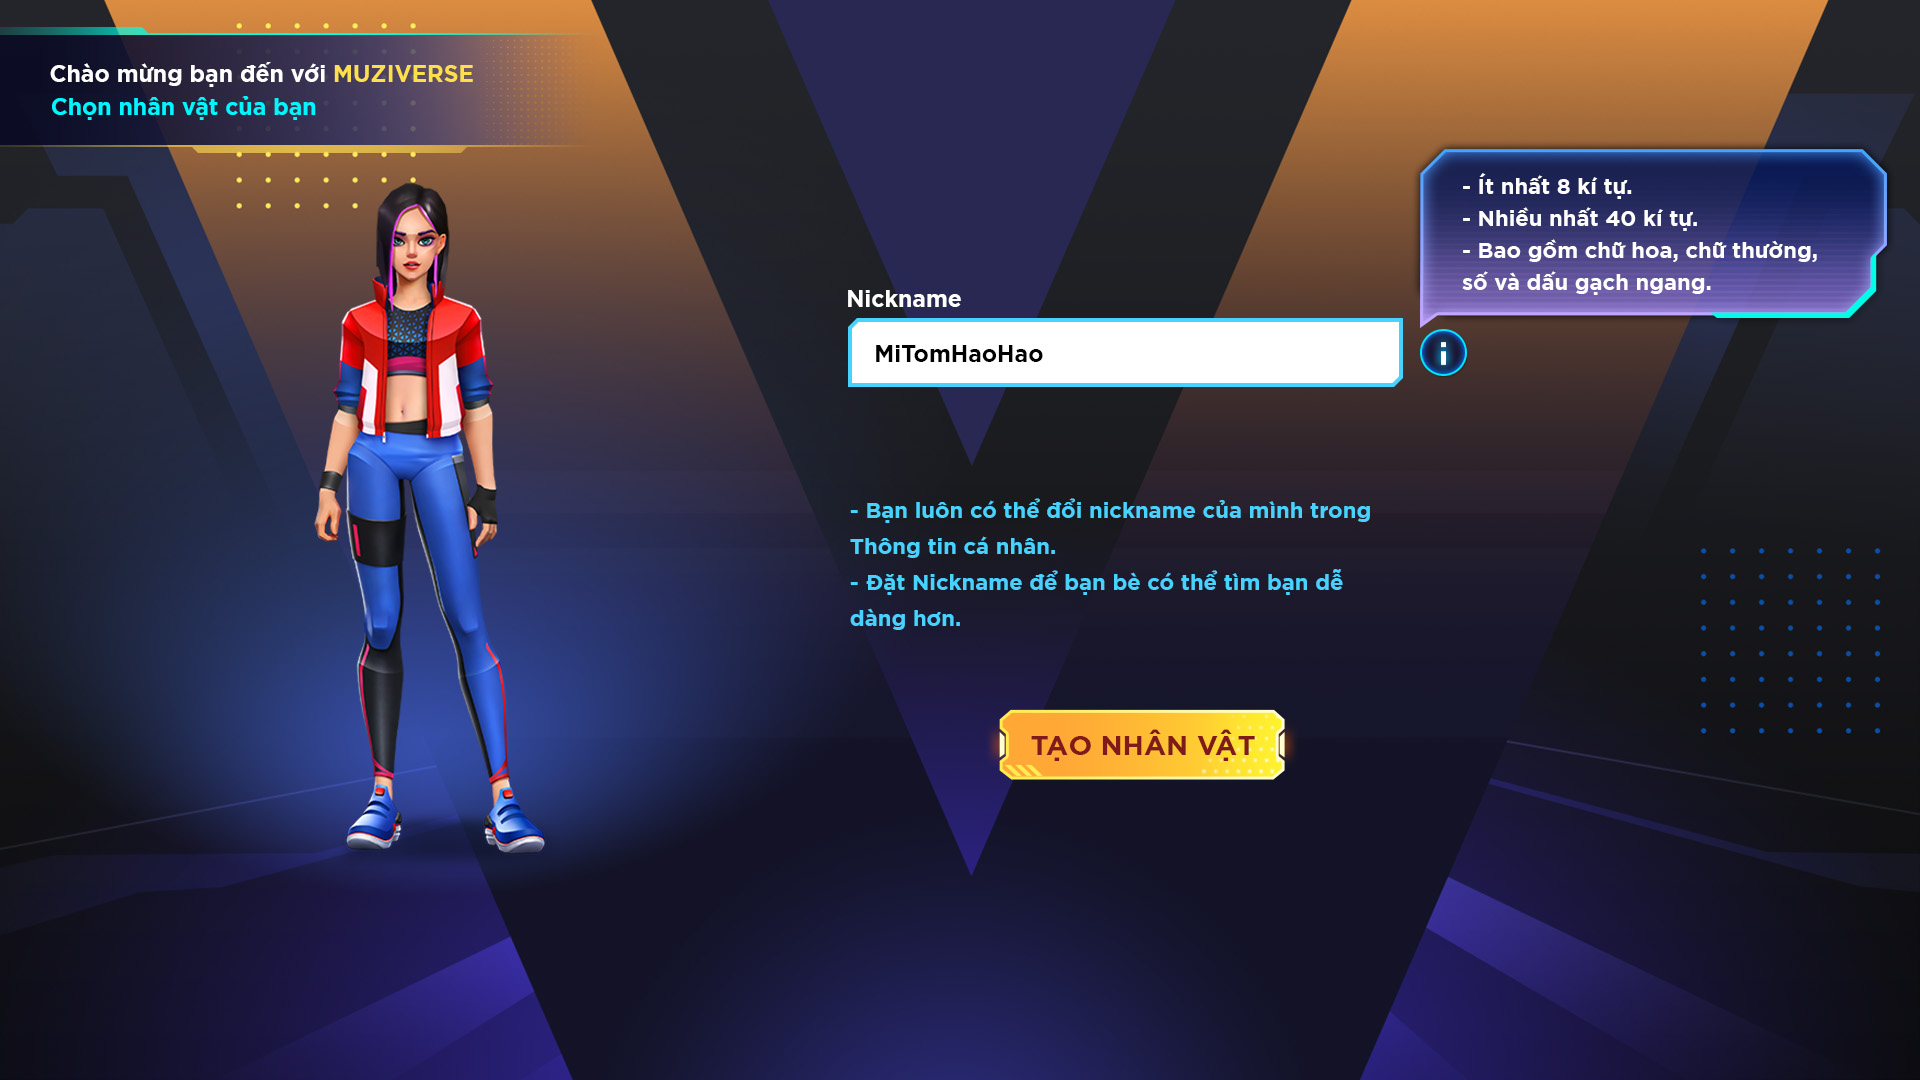 Chào mừng bạn đến với MUZIVERSE
Chọn nhân vật của bạn
- Ít nhất 8 kí tự.
- Nhiều nhất 40 kí tự.
- Bao gồm chữ hoa, chữ thường,
số và dấu gạch ngang.
Nickname
MiTomHaoHao
- Bạn luôn có thể đổi nickname của mình trong
Thông tin cá nhân.
- Đặt Nickname để bạn bè có thể tìm bạn dễ
dàng hơn.
TẠO NHÂN VẬT